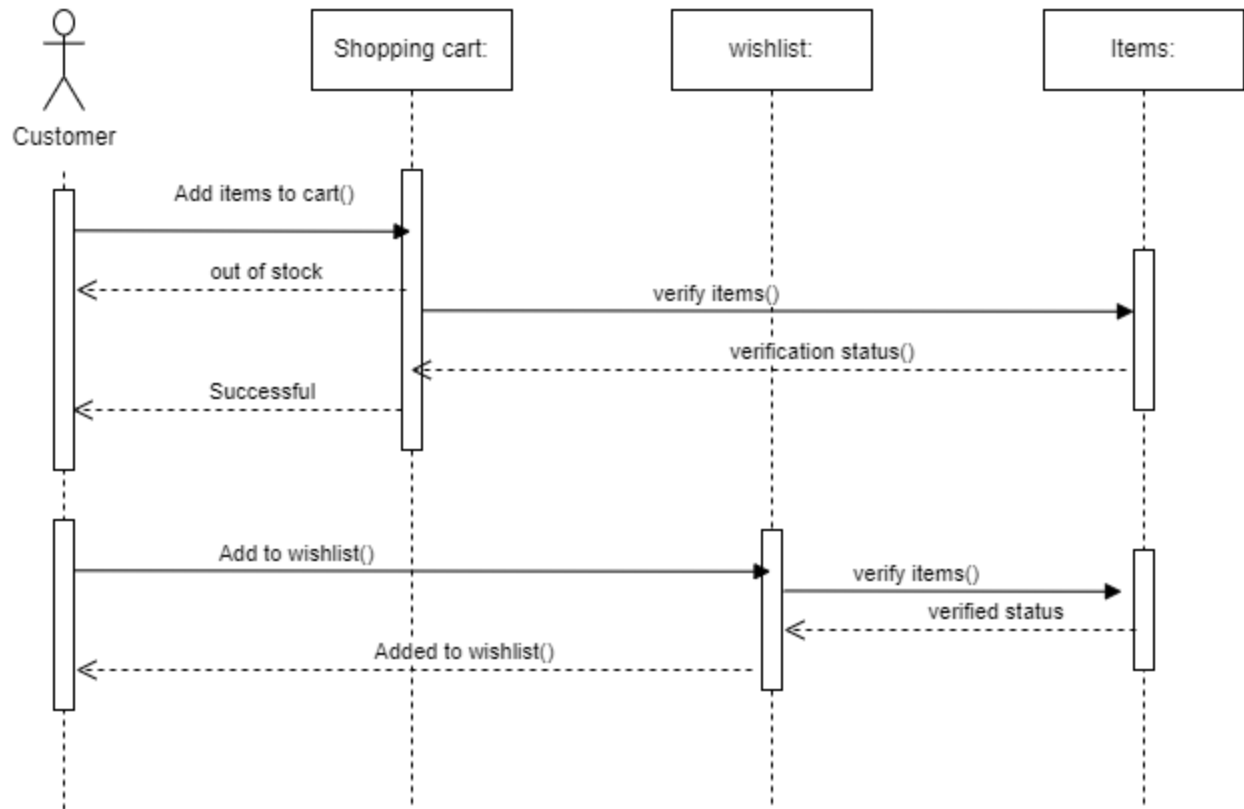 Shopping cart:
wishlist:
Items:
Customer
Add items to cart()
out of stock
verify items()
verification status()
Successful
Add to wishlist()
verify items()
verified status
Added to wishlist()